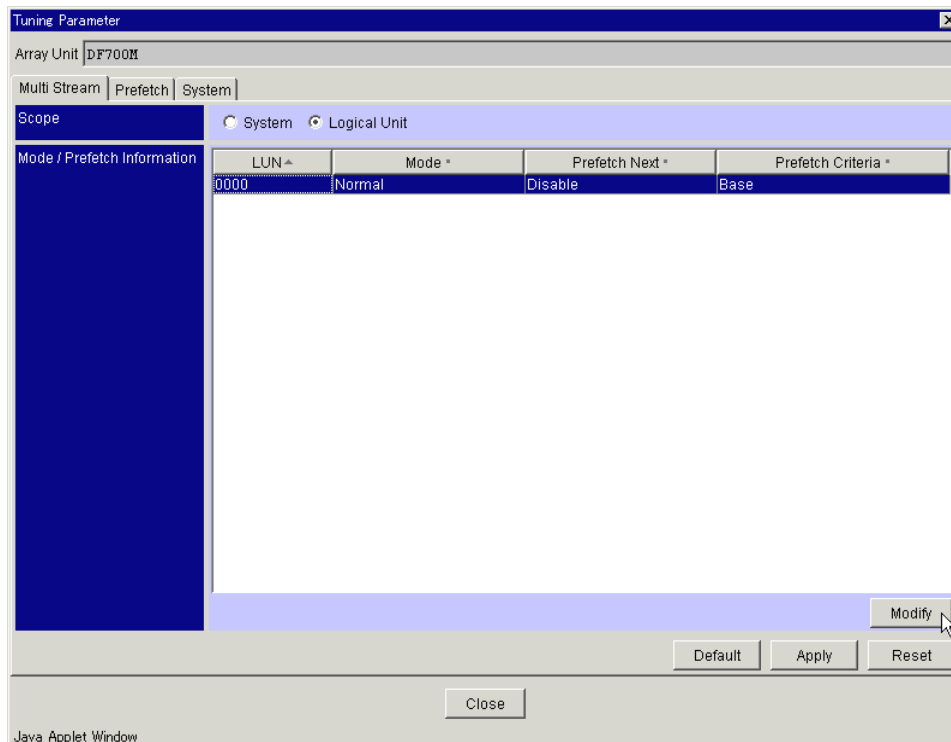 Tuning Parameter
Array Unit DF700M
Multi Stream Prefetch System
Scope System Logical Unit
Mode / Prefetch Information LUN Mode Prefetch Next Prefetch Criteria
0000 Normal Disable Base
Modify
Default Apply Reset
Close
Java Applet Window